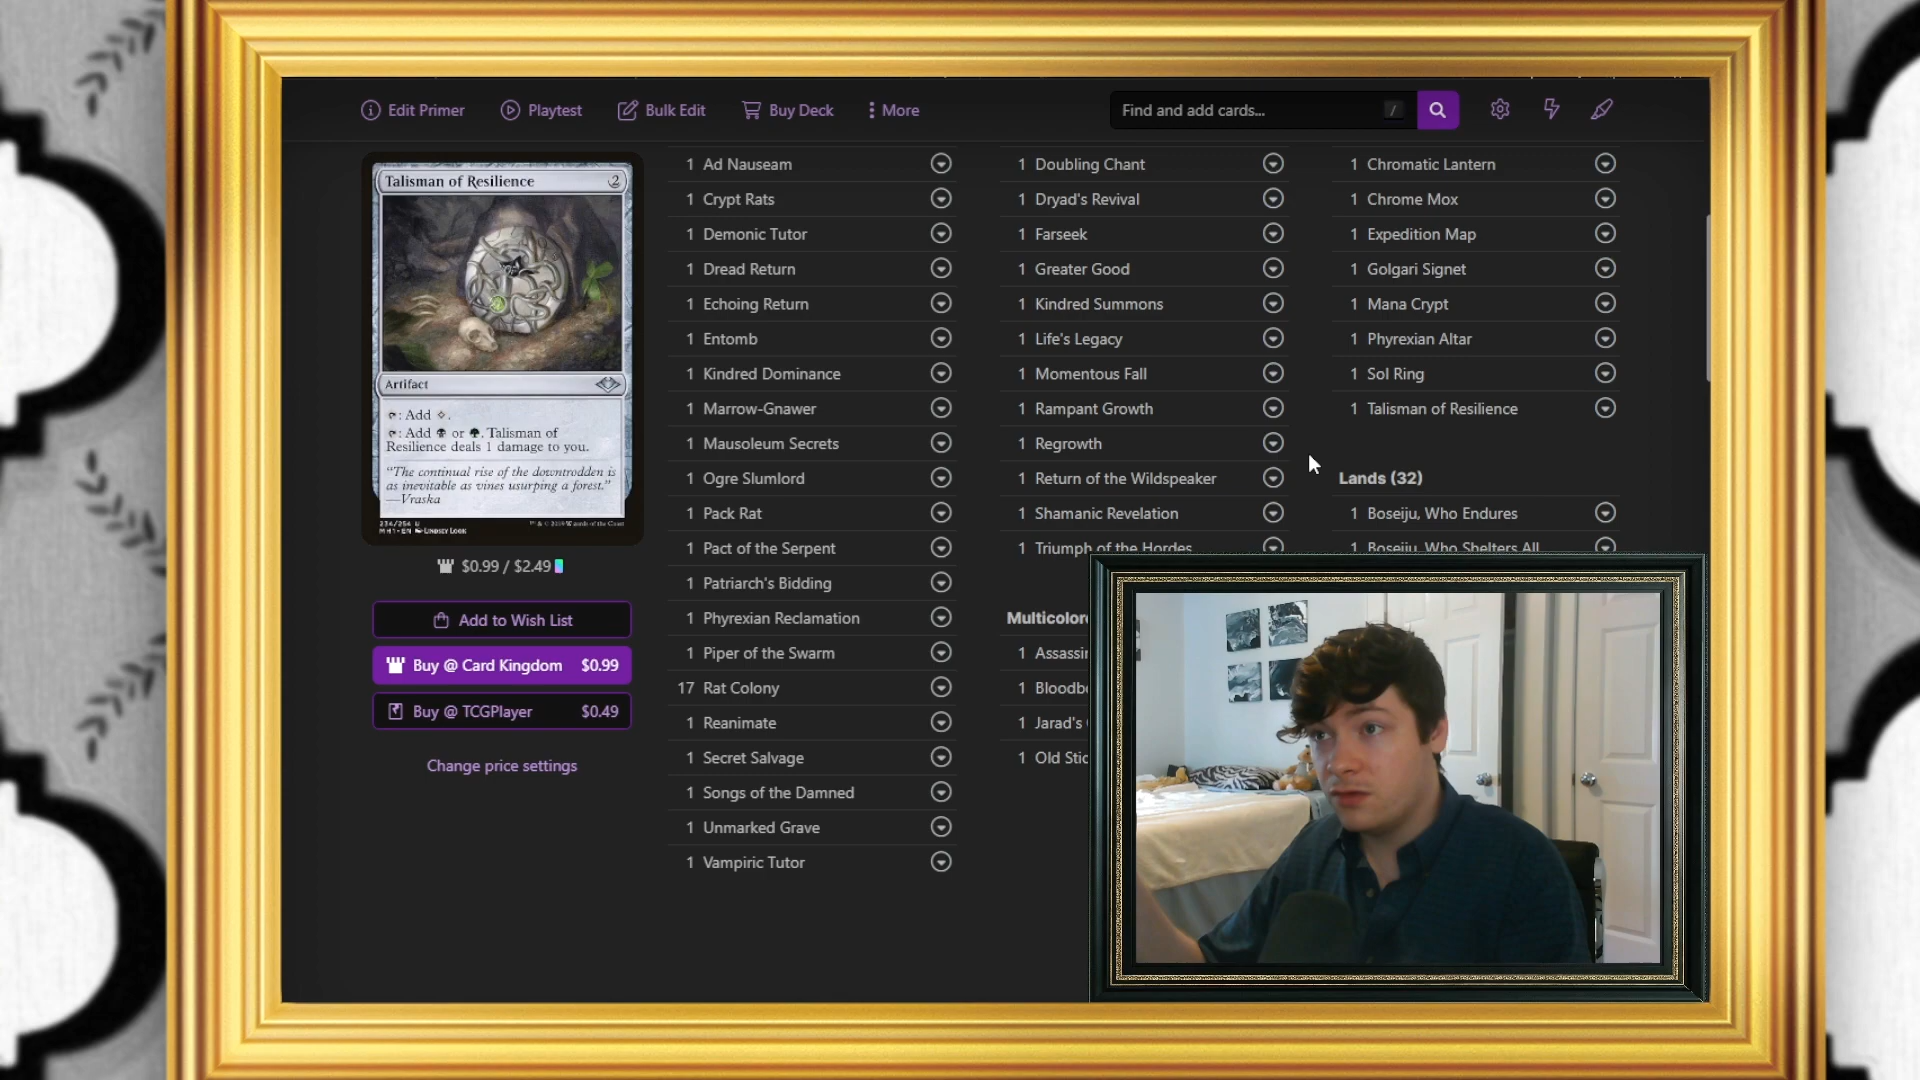 Edit Primer
Playtest
Bulk Edit
Buy Deck
More
Find and add cards...
/
Talisman of Resilience 2
Artifact
: Add .
: Add or . Talisman of
Resilience deals 1 damage to you.
"The continual rise of the downtrodden is
as inevitable as vines usurping a forest."
—Vraska
234/254 U
MH1 • EN Lindsey Look
$0.99 / $2.49
Add to Wish List
Buy @ Card Kingdom $0.99
Buy @ TCGPlayer $0.49
Change price settings
1 Ad Nauseam
1 Crypt Rats
1 Demonic Tutor
1 Dread Return
1 Echoing Return
1 Entomb
1 Kindred Dominance
1 Marrow-Gnawer
1 Mausoleum Secrets
1 Ogre Slumlord
1 Pack Rat
1 Pact of the Serpent
1 Patriarch's Bidding
1 Phyrexian Reclamation
1 Piper of the Swarm
17 Rat Colony
1 Reanimate
1 Secret Salvage
1 Songs of the Damned
1 Unmarked Grave
1 Vampiric Tutor
1 Doubling Chant
1 Dryad's Revival
1 Farseek
1 Greater Good
1 Kindred Summons
1 Life's Legacy
1 Momentous Fall
1 Rampant Growth
1 Regrowth
1 Return of the Wildspeaker
1 Shamanic Revelation
1 Triumph of the Hordes
Multicolor
1 Assassi
1 Bloodb
1 Jarad's
1 Old Stic
1 Chromatic Lantern
1 Chrome Mox
1 Expedition Map
1 Golgari Signet
1 Mana Crypt
1 Phyrexian Altar
1 Sol Ring
1 Talisman of Resilience
Lands (32)
1 Boseiju, Who Endures
1 Boseiju, Who Shelters All